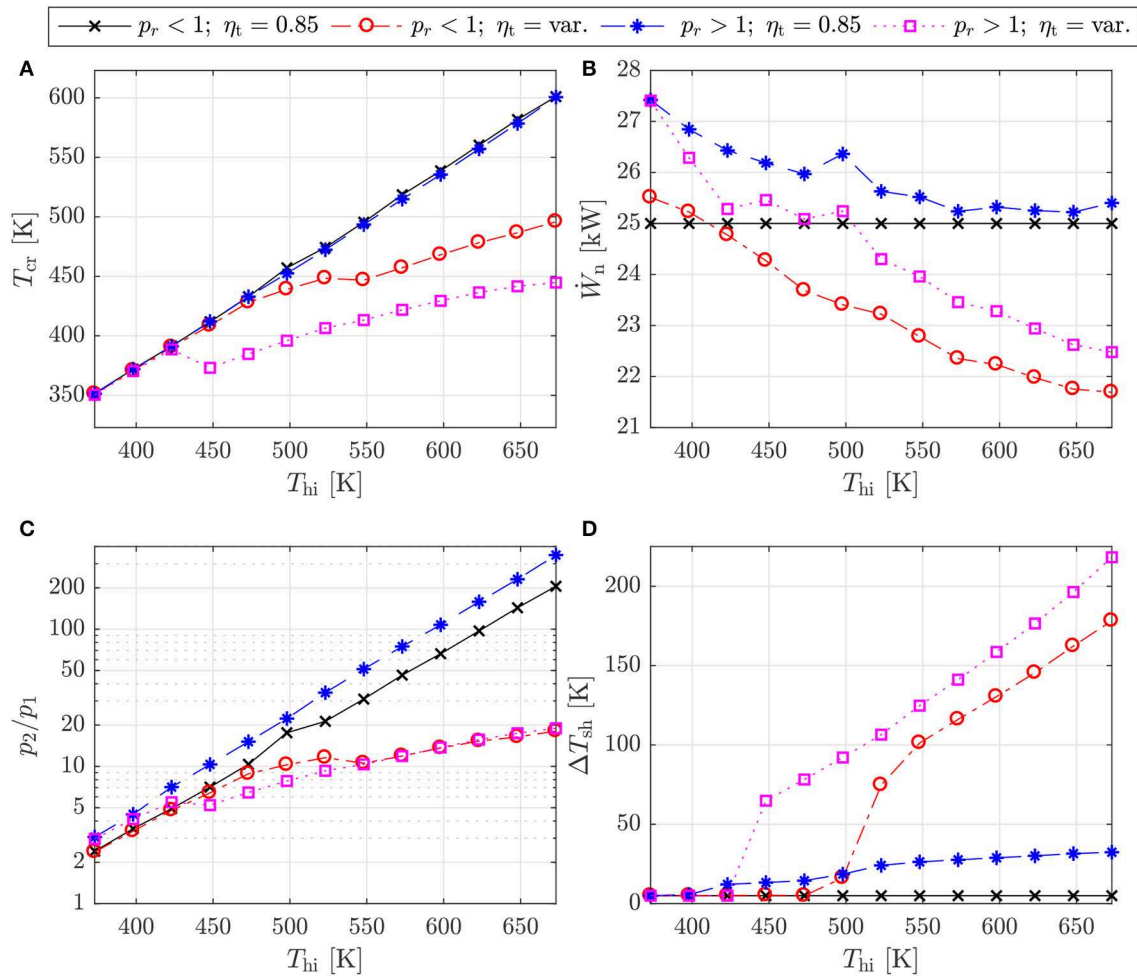 p_r < 1; η_t = 0.85 p_r < 1; η_t = var. p_r > 1; η_t = 0.85 p_r > 1; η_t = var.
A
600
550
500
450
400
350
T_cr [K]
400 450 500 550 600 650
T_hi [K]
B
28
27
26
25
24
23
22
21
Ẇ_n [kW]
400 450 500 550 600 650
T_hi [K]
C
200
100
50
20
10
5
2
1
p_2/p_1
400 450 500 550 600 650
T_hi [K]
D
200
150
100
50
0
ΔT_sh [K]
400 450 500 550 600 650
T_hi [K]